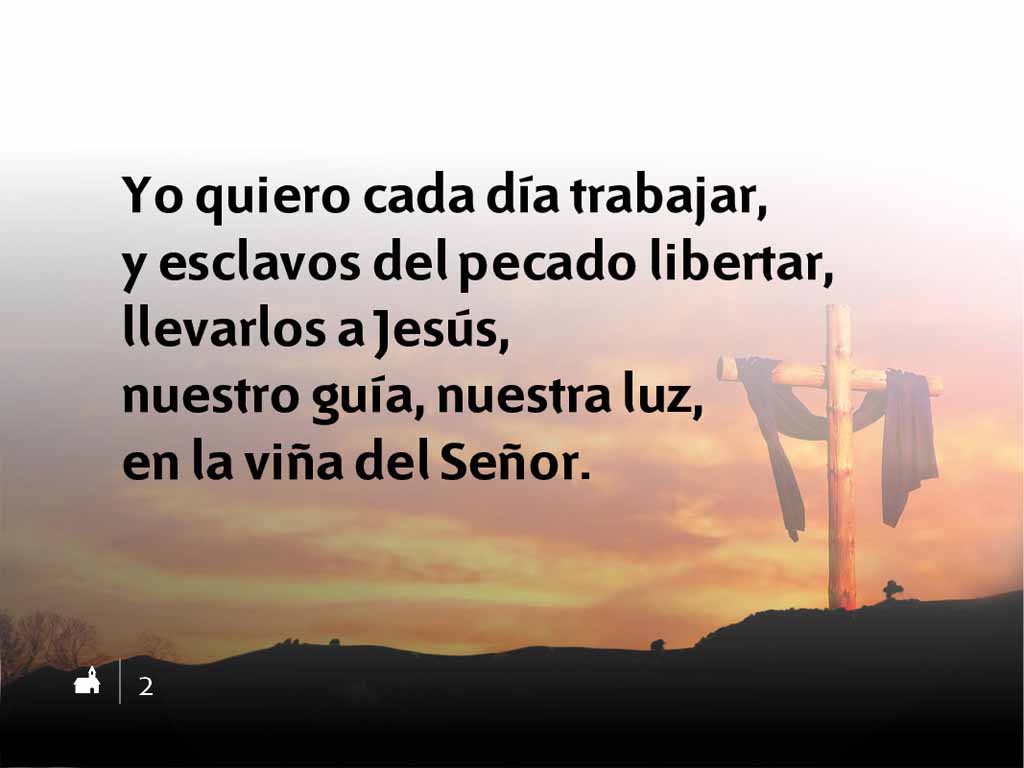 Yo quiero cada día trabajar,
y esclavos del pecado libertar,
llevarlos a Jesús,
nuestro guía, nuestra luz,
en la viña del Señor.
2